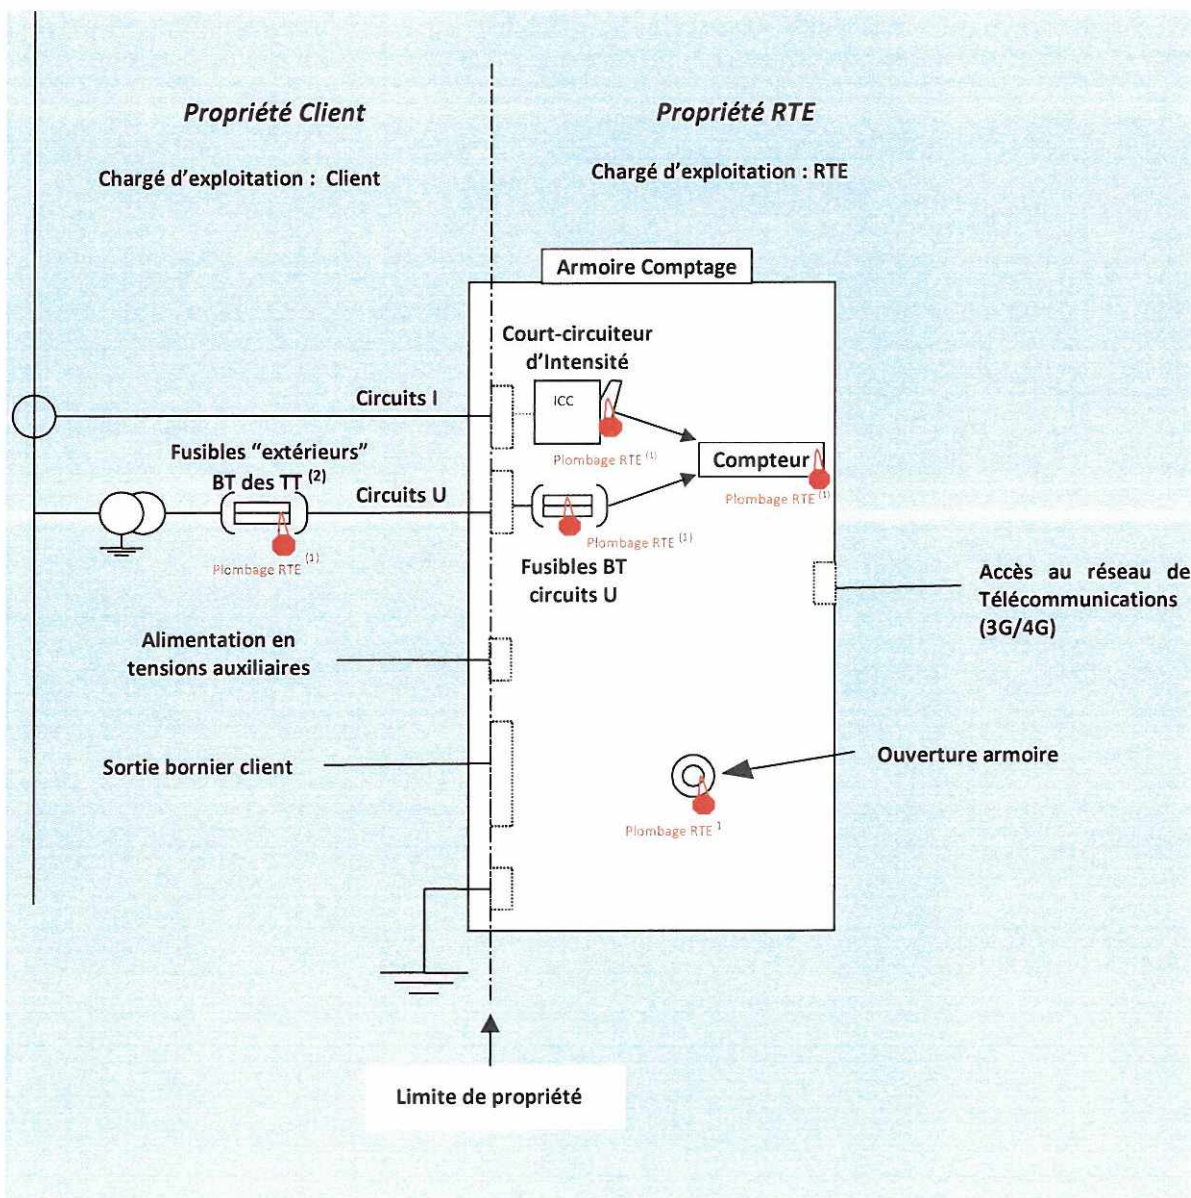 Propriété Client
Propriété RTE
Chargé d'exploitation : Client
Chargé d'exploitation : RTE
Armoire Comptage
Court-circuiteur
d'Intensité
ICC
Circuits I
Plombage RTE (1)
Compteur
Plombage RTE (1)
Fusibles "extérieurs"
BT des TT (2)
Circuits U
Plombage RTE (1)
Plombage RTE (1)
Fusibles BT
circuits U
Accès au réseau de
Télécommunications
(3G/4G)
Alimentation en
tensions auxiliaires
Sortie bornier client
Ouverture armoire
Plombage RTE 1
Limite de propriété